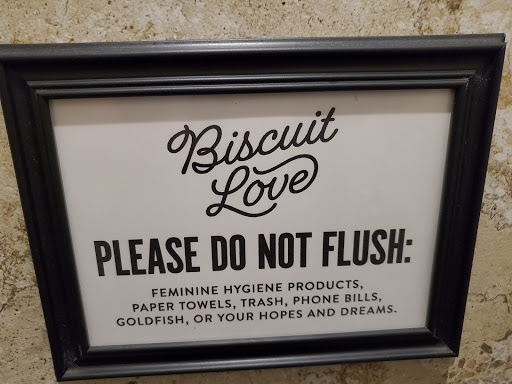 Biscuit
Love
PLEASE DO NOT FLUSH:
FEMININE HYGIENE PRODUCTS,
PAPER TOWELS, TRASH, PHONE BILLS,
GOLDFISH, OR YOUR HOPES AND DREAMS.